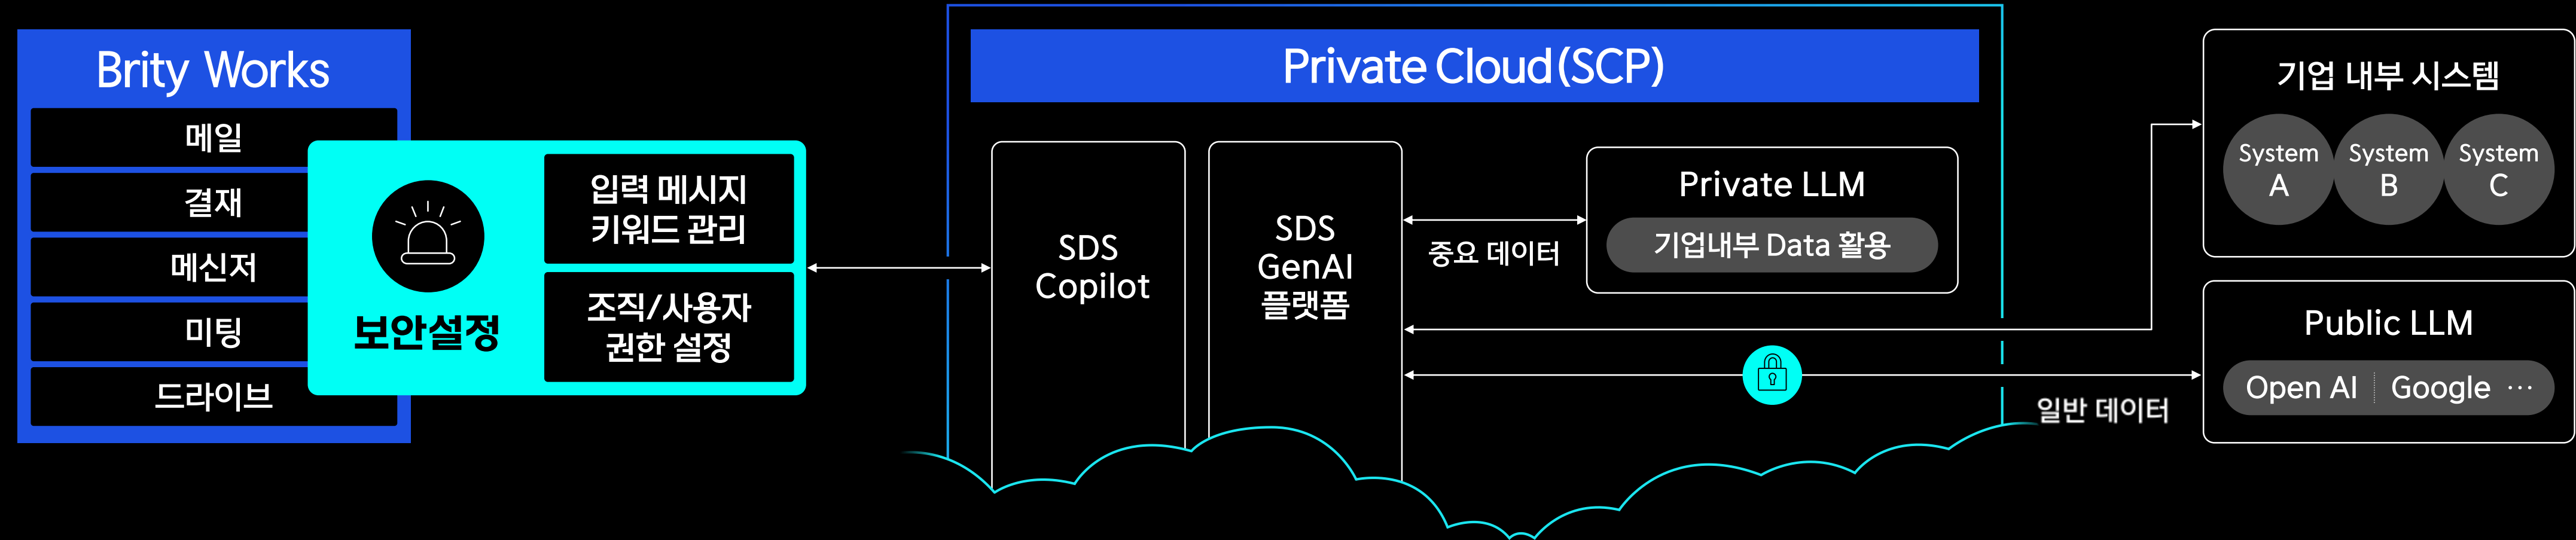 Brity Works
메일
결재
메신저
미팅
드라이브
보안설정
입력 메시지
키워드 관리
조직/사용자
권한 설정
Private Cloud(SCP)
SDS
Copilot
SDS
GenAI
플랫폼
중요 데이터
Private LLM
기업내부 Data 활용
일반 데이터
기업 내부 시스템
System
A
System
B
System
C
Public LLM
Open AI
Google ···